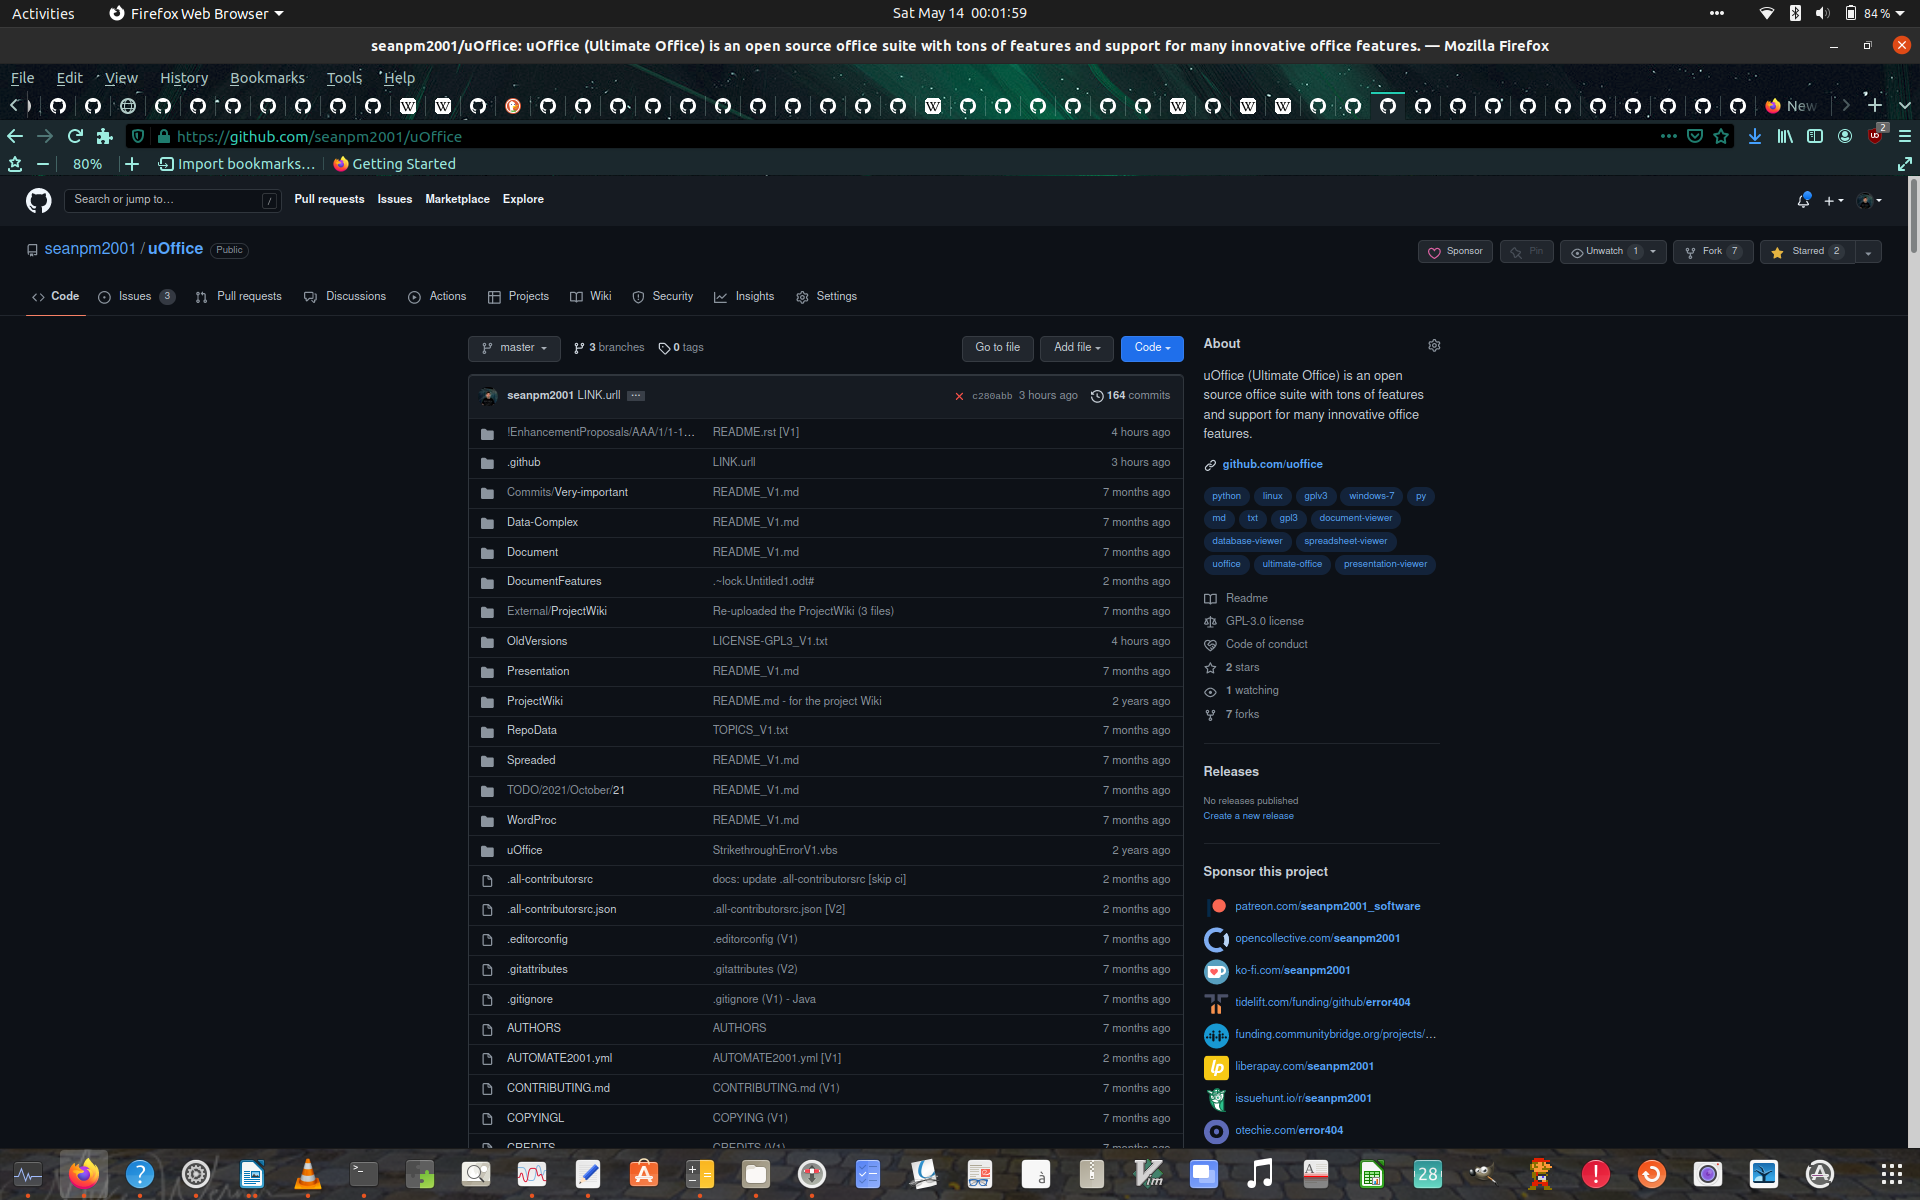 Activities Firefox Web Browser Sat May 14 00:01:59 84 %
seanpm2001/uOffice: uOffice (Ultimate Office) is an open source office suite with tons of features and support for many innovative office features. — Mozilla Firefox
File Edit View History Bookmarks Tools Help
New
https://github.com/seanpm2001/uOffice 2
80% Import bookmarks… Getting Started
Search or jump to… / Pull requests Issues Marketplace Explore
seanpm2001 / uOffice Public Sponsor Pin Unwatch 1 Fork 7 Starred 2
Code Issues 3 Pull requests Discussions Actions Projects Wiki Security Insights Settings
master 3 branches 0 tags Go to file Add file Code
seanpm2001 LINK.urll ... c280abb 3 hours ago 164 commits
!EnhancementProposals/AAA/1/1-1… README.rst [V1] 4 hours ago
.github LINK.urll 3 hours ago
Commits/Very-important README_V1.md 7 months ago
Data-Complex README_V1.md 7 months ago
Document README_V1.md 7 months ago
DocumentFeatures .~lock.Untitled1.odt# 2 months ago
External/ProjectWiki Re-uploaded the ProjectWiki (3 files) 7 months ago
OldVersions LICENSE-GPL3_V1.txt 4 hours ago
Presentation README_V1.md 7 months ago
ProjectWiki README.md - for the project Wiki 2 years ago
RepoData TOPICS_V1.txt 7 months ago
Spreaded README_V1.md 7 months ago
TODO/2021/October/21 README_V1.md 7 months ago
WordProc README_V1.md 7 months ago
uOffice StrikethroughErrorV1.vbs 2 years ago
.all-contributorsrc docs: update .all-contributorsrc [skip ci] 2 months ago
.all-contributorsrc.json .all-contributorsrc.json [V2] 2 months ago
.editorconfig .editorconfig (V1) 7 months ago
.gitattributes .gitattributes (V2) 7 months ago
.gitignore .gitignore (V1) - Java 7 months ago
AUTHORS AUTHORS 7 months ago
AUTOMATE2001.yml AUTOMATE2001.yml [V1] 2 months ago
CONTRIBUTING.md CONTRIBUTING.md (V1) 7 months ago
COPYINGL COPYING (V1) 7 months ago
CREDITS CREDITS (V1) 7 months ago
About
uOffice (Ultimate Office) is an open
source office suite with tons of features
and support for many innovative office
features.
github.com/uoffice
python linux gplv3 windows-7 py
md txt gpl3 document-viewer
database-viewer spreadsheet-viewer
uoffice ultimate-office presentation-viewer
Readme
GPL-3.0 license
Code of conduct
2 stars
1 watching
7 forks
Releases
No releases published
Create a new release
Sponsor this project
patreon.com/seanpm2001_software
opencollective.com/seanpm2001
ko-fi.com/seanpm2001
tidelift.com/funding/github/error404
funding.communitybridge.org/projects/…
liberapay.com/seanpm2001
issuehunt.io/r/seanpm2001
otechie.com/error404
28